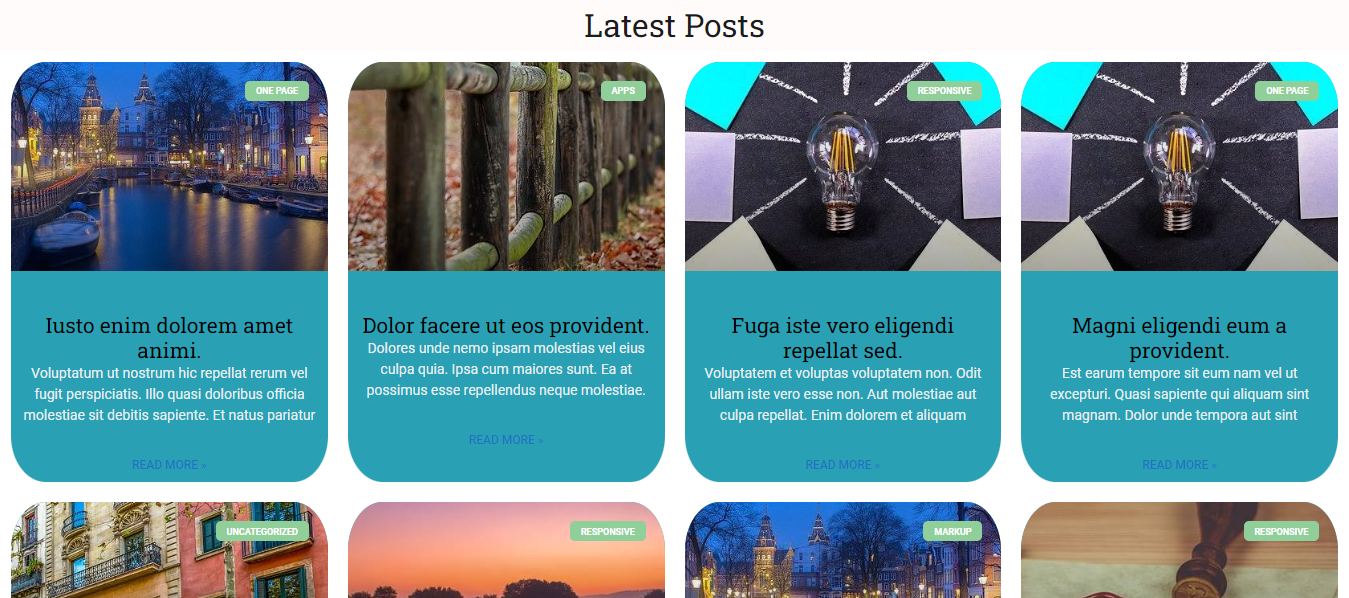 Latest Posts
ONE PAGE
Iusto enim dolorem amet
animi.
Voluptatum ut nostrum hic repellat rerum vel
fugit perspiciatis. Illo quasi doloribus officia
molestiae sit debitis sapiente. Et natus pariatur
READ MORE »
APPS
Dolor facere ut eos provident.
Dolores unde nemo ipsam molestias vel eius
culpa quia. Ipsa cum maiores sunt. Ea at
possimus esse repellendus neque molestiae.
READ MORE »
RESPONSIVE
Fuga iste vero eligendi
repellat sed.
Voluptatem et voluptas voluptatem non. Odit
ullam iste vero esse non. Aut molestiae aut
culpa repellat. Enim dolorem et aliquam
READ MORE »
ONE PAGE
Magni eligendi eum a
provident.
Est earum tempore sit eum nam vel ut
excepturi. Quasi sapiente qui aliquam sint
magnam. Dolor unde tempora aut sint
READ MORE »
UNCATEGORIZED
RESPONSIVE
MARKUP
RESPONSIVE